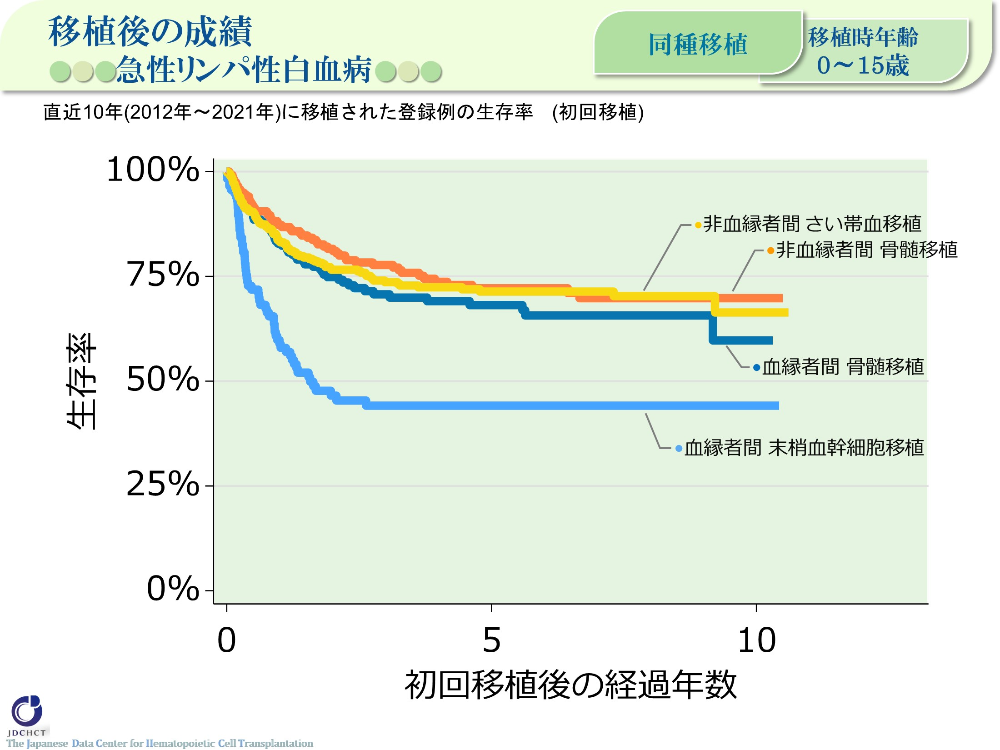 移植後の成績
急性リンパ性白血病
同種移植
移植時年齢
0～15歳
直近10年(2012年～2021年)に移植された登録例の生存率　(初回移植)
100%
75%
50%
25%
0%
生存率
非血縁者間 さい帯血移植
非血縁者間 骨髄移植
血縁者間 骨髄移植
血縁者間 末梢血幹細胞移植
0
5
10
初回移植後の経過年数
JDCHCT
The Japanese Data Center for Hematopoietic Cell Transplantation